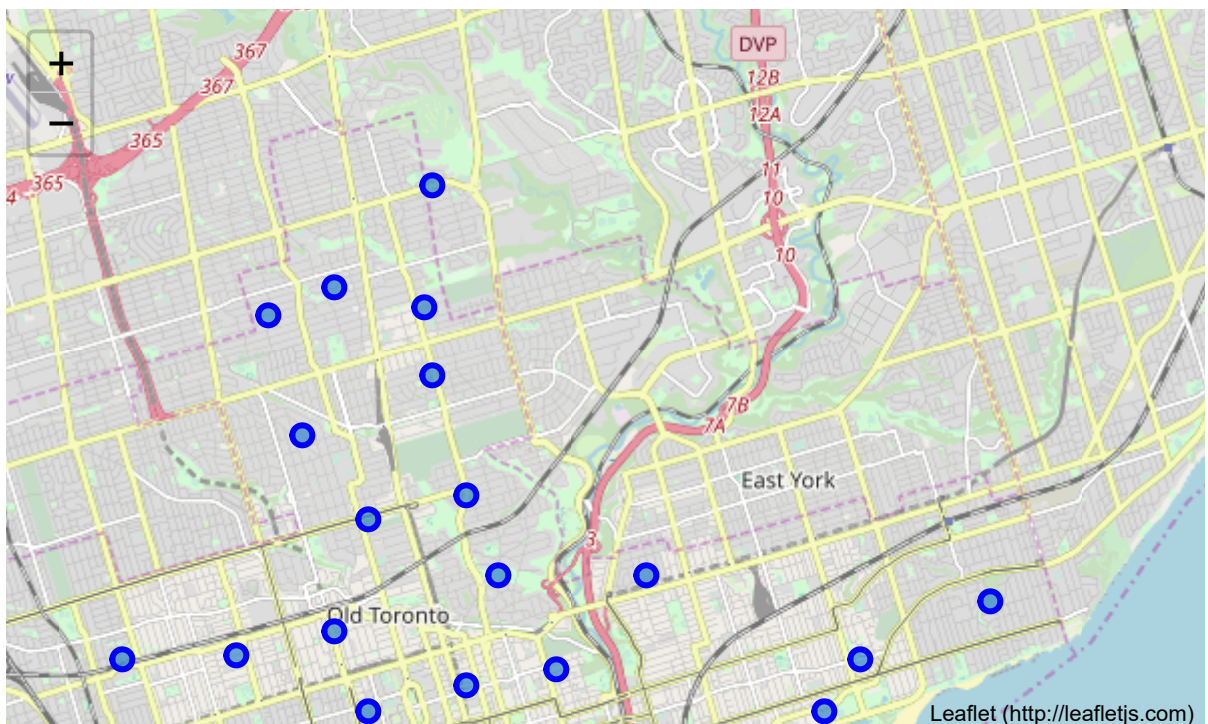 +
−
DVP
12B
12A
367
367
365
365
4
11
10
10
7B
7A
3
East York
Old Toronto
Leaflet (http://leafletjs.com)